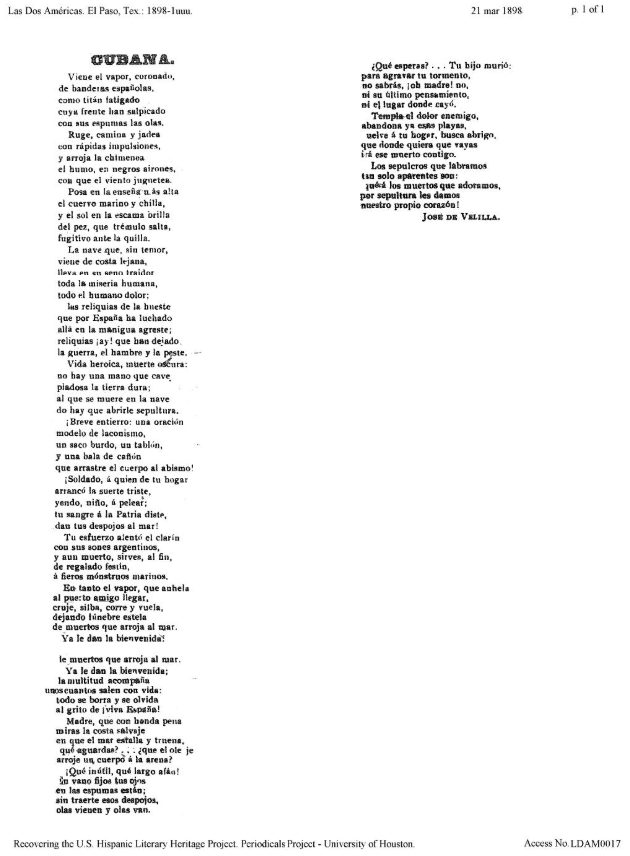 Las Dos Américas. El Paso, Tex.: 1898-1uuu.
21 mar 1898
p. 1 of 1
CUBANA.
Viene el vapor, coronado,
de banderas españolas,
como titán fatigado
cuya frente han salpicado
con sus espumas las olas.
Ruge, camina y jadea
con rápidas impulsiones,
y arroja la chimenea
el humo, en negros airones,
con que el viento juguetea.
Posa en la enseña más alta
el cuervo marino y chilla,
y el sol en la escama brilla
del pez, que trémulo salta,
fugitivo ante la quilla.
La nave que, sin temor,
viene de costa lejana,
lleva en su seno traidor
toda la miseria humana,
todo el humano dolor;
las reliquias de la hueste
que por España ha luchado
allá en la manigua agreste;
reliquias ¡ay! que han dejado
la guerra, el hambre y la peste.
Vida heroica, muerte oscura:
no hay una mano que cave
piadosa la tierra dura;
al que se muere en la nave
do hay que abrirle sepultura.
¡Breve entierro: una oración
modelo de laconismo,
un saco burdo, un tablón,
y una bala de cañón
que arrastre el cuerpo al abismo!
¡Soldado, á quien de tu hogar
arrancó la suerte triste,
yendo, niño, á pelear;
tu sangre á la Patria diste,
dan tus despojos al mar!
Tu esfuerzo alentó el clarín
con sus sones argentinos,
y aun muerto, sirves, al fin,
de regalado festín,
á fieros mónstruos marinos.
En tanto el vapor, que anhela
al puerto amigo llegar,
cruje, silba, corre y vuela,
dejando lúnebre estela
de muertos que arroja al mar.
Ya le dan la bienvenida;
le muertos que arroja al mar.
Ya le dan la bienvenida;
la multitud acompaña
unos cuantos salen con vida:
todo se borra y se olvida
al grito de ¡viva España!
Madre, que con honda pena
miras la costa salvaje
en que el mar estalla y truena,
qué aguardas? . . . ¿que el ole je
arroje un cuerpo á la arena?
¡Qué inútil, qué largo afán!
En vano fijos tus ojos
en las espumas están;
sin traerte esos despojos,
olas vienen y olas van.
¿Qué esperas? . . . Tu hijo murió:
para agravar tu tormento,
no sabrás, ¡oh madre! no,
ni su último pensamiento,
ni el lugar donde cayó.
Templa el dolor enemigo,
abandona ya esas playas,
uelve á tu hogar, busca abrigo,
que donde quiera que vayas
irá ese muerto contigo.
Los sepulcros que labramos
tan solo aparentes son:
¡que á los muertos que adoramos,
por sepultura les damos
nuestro propio corazón!
JOSÉ DE VELILLA.
Recovering the U.S. Hispanic Literary Heritage Project. Periodicals Project - University of Houston.
Access No.LDAM0017